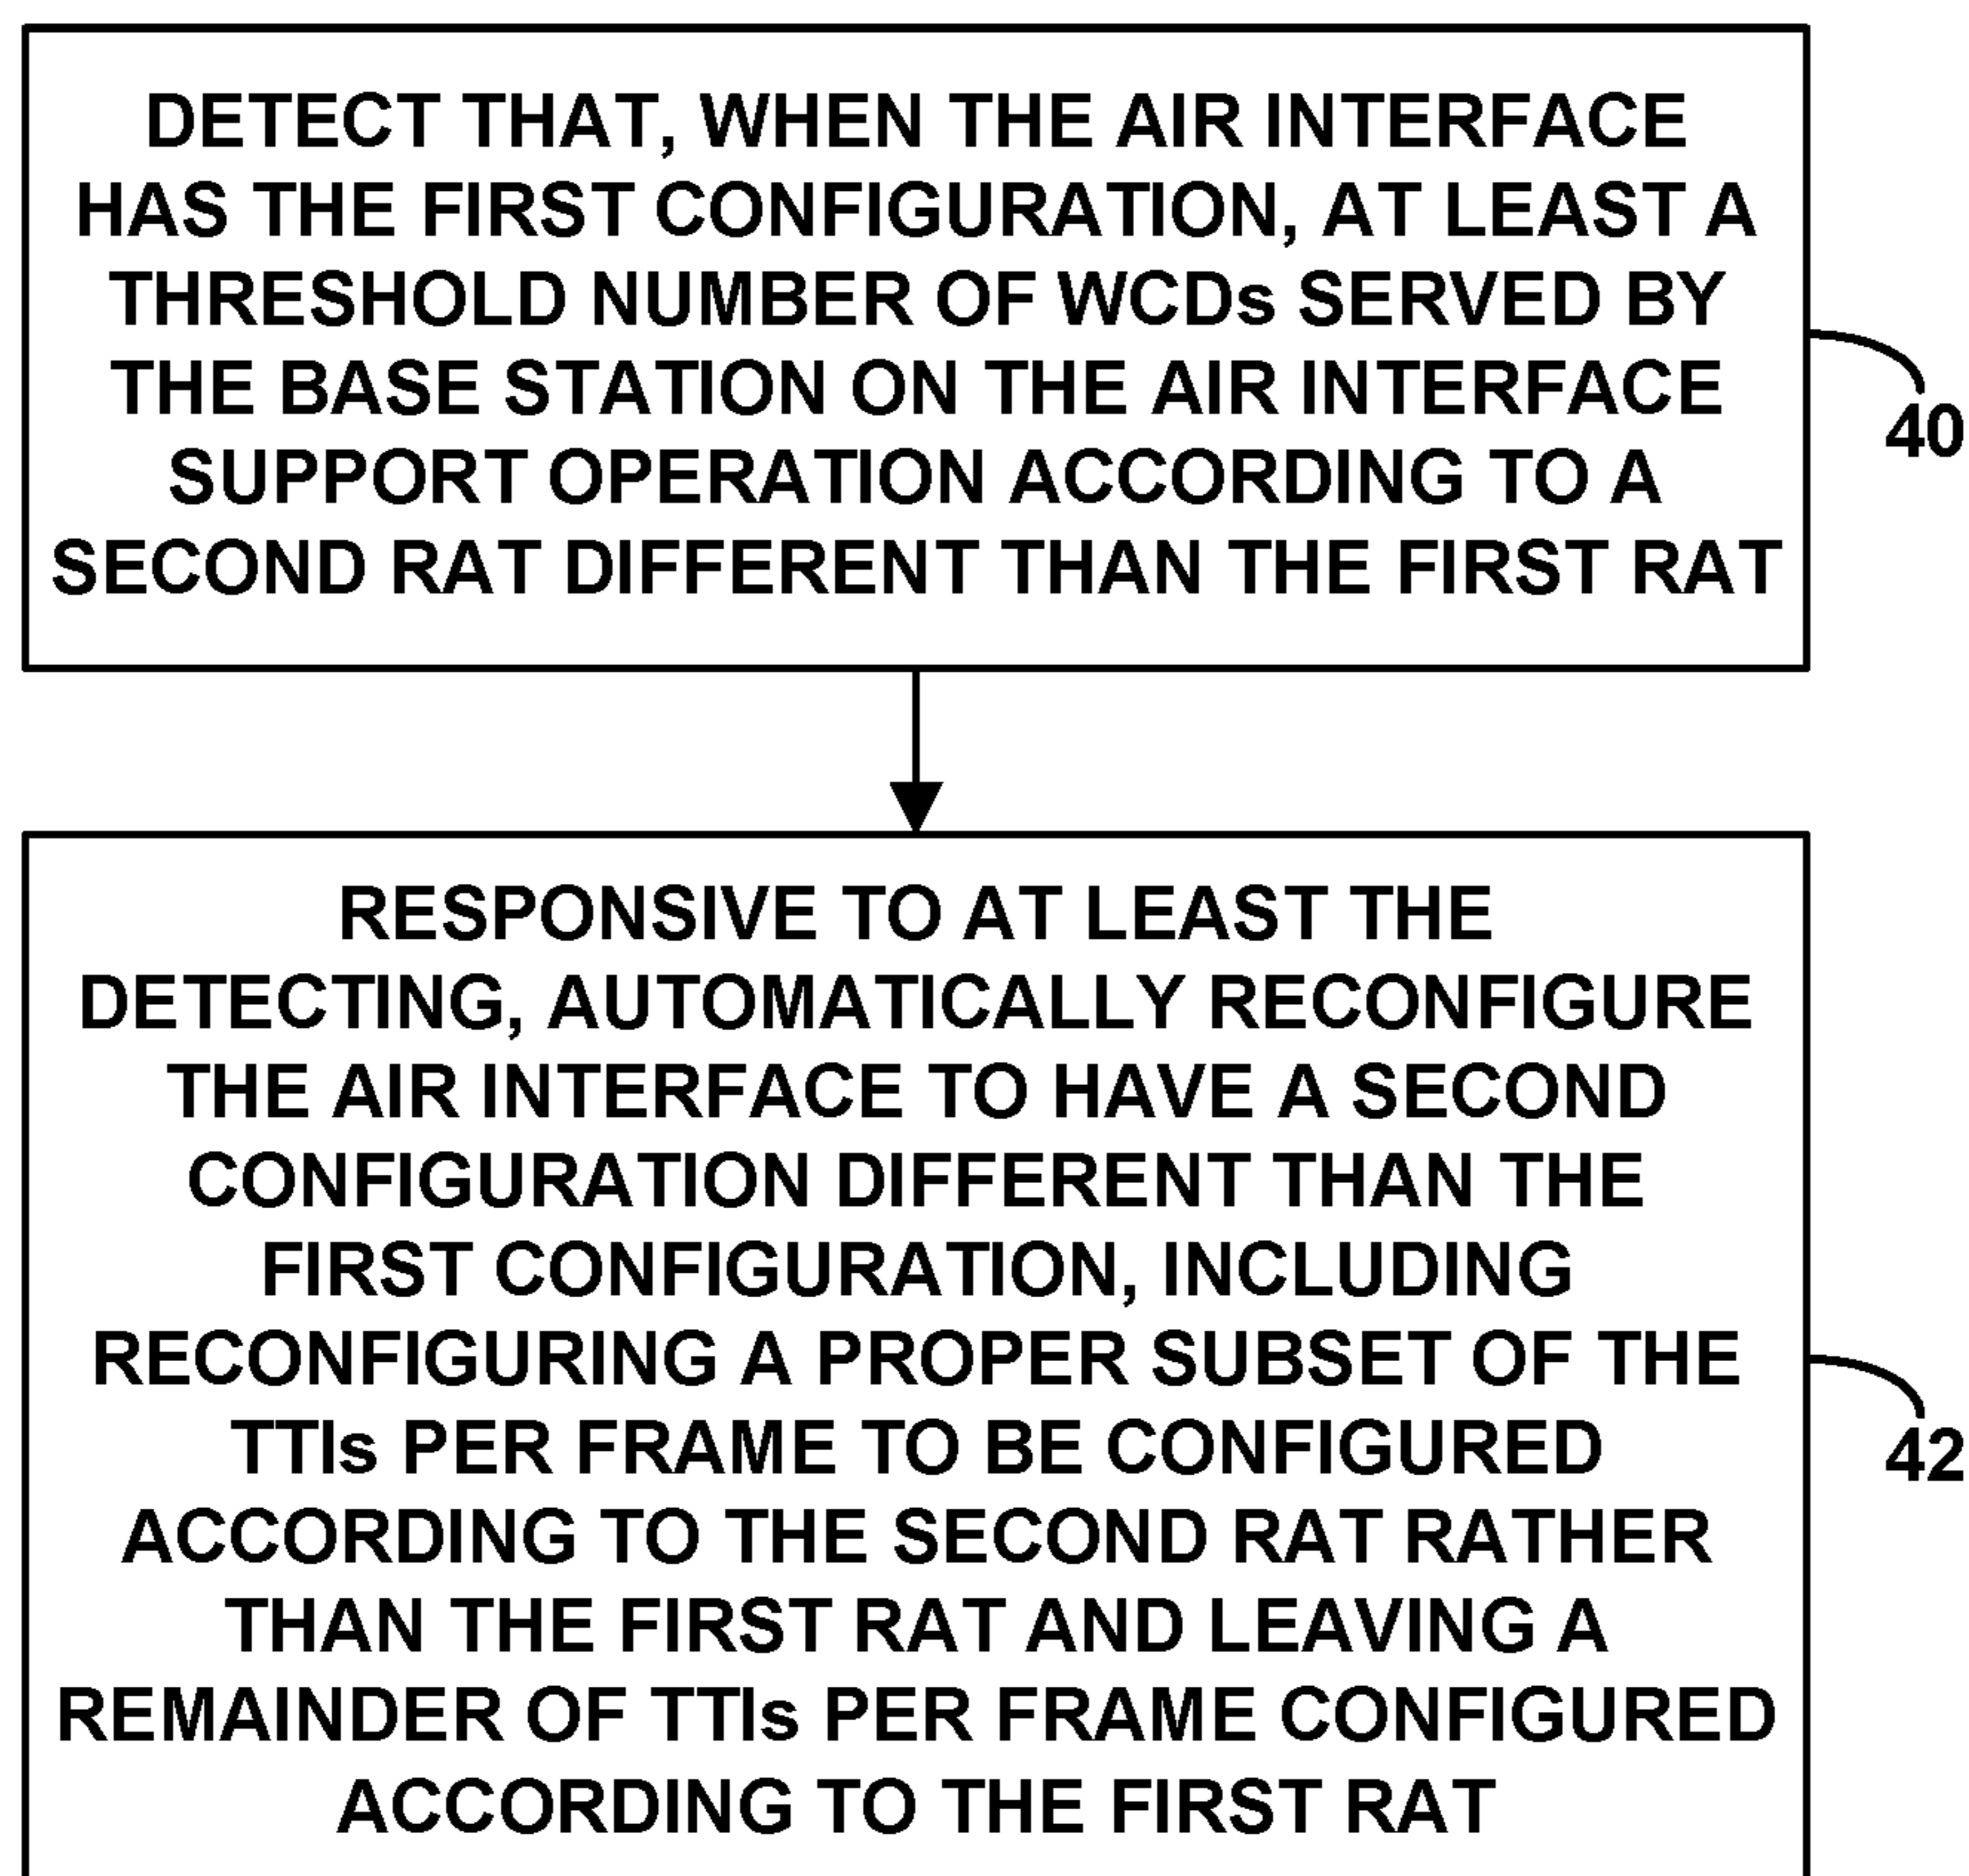 DETECT THAT, WHEN THE AIR INTERFACE
HAS THE FIRST CONFIGURATION, AT LEAST A
THRESHOLD NUMBER OF WCDs SERVED BY
THE BASE STATION ON THE AIR INTERFACE
SUPPORT OPERATION ACCORDING TO A
SECOND RAT DIFFERENT THAN THE FIRST RAT
40
RESPONSIVE TO AT LEAST THE
DETECTING, AUTOMATICALLY RECONFIGURE
THE AIR INTERFACE TO HAVE A SECOND
CONFIGURATION DIFFERENT THAN THE
FIRST CONFIGURATION, INCLUDING
RECONFIGURING A PROPER SUBSET OF THE
TTIs PER FRAME TO BE CONFIGURED
ACCORDING TO THE SECOND RAT RATHER
THAN THE FIRST RAT AND LEAVING A
REMAINDER OF TTIs PER FRAME CONFIGURED
ACCORDING TO THE FIRST RAT
42